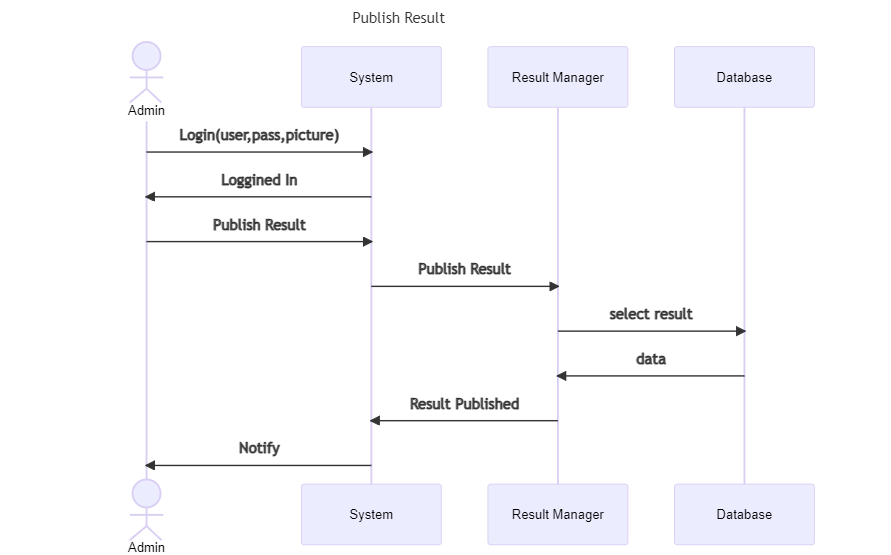 Publish Result
System
Result Manager
Database
Admin
Login(user,pass,picture)
Loggined In
Publish Result
Publish Result
select result
data
Result Published
Notify
System
Result Manager
Database
Admin